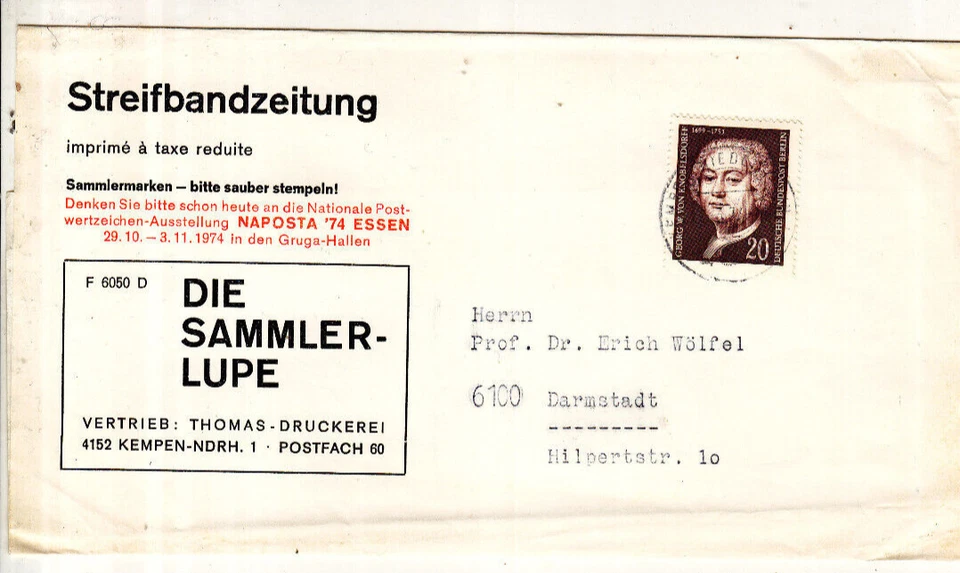 Streifbandzeitung
imprimé à taxe reduite
Sammlermarken – bitte sauber stempeln!
Denken Sie bitte schon heute an die Nationale Post-
wertzeichen-Ausstellung NAPOSTA '74 ESSEN
29.10. – 3.11.1974 in den Gruga-Hallen
F 6050 D
DIE
SAMMLER-
LUPE
VERTRIEB: THOMAS-DRUCKEREI
4152 KEMPEN-NDRH. 1 · POSTFACH 60
1699-1753
GEORG W. VON KNOBELSDORFF
DEUTSCHE BUNDESPOST BERLIN
20
Herrn
Prof. Dr. Erich Wölfel
6100 Darmstadt
Hilpertstr. 1o